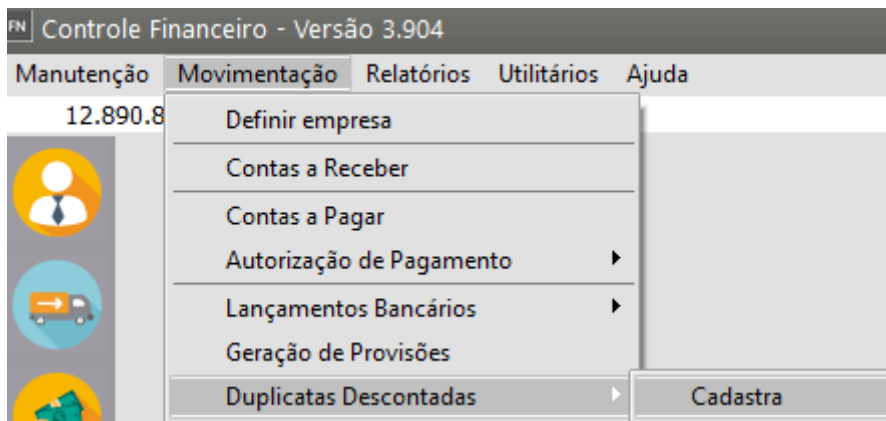 FN Controle Financeiro - Versão 3.904
Manutenção Movimentação Relatórios Utilitários Ajuda
12.890.8
Definir empresa
Contas a Receber
Contas a Pagar
Autorização de Pagamento
Lançamentos Bancários
Geração de Provisões
Duplicatas Descontadas Cadastra